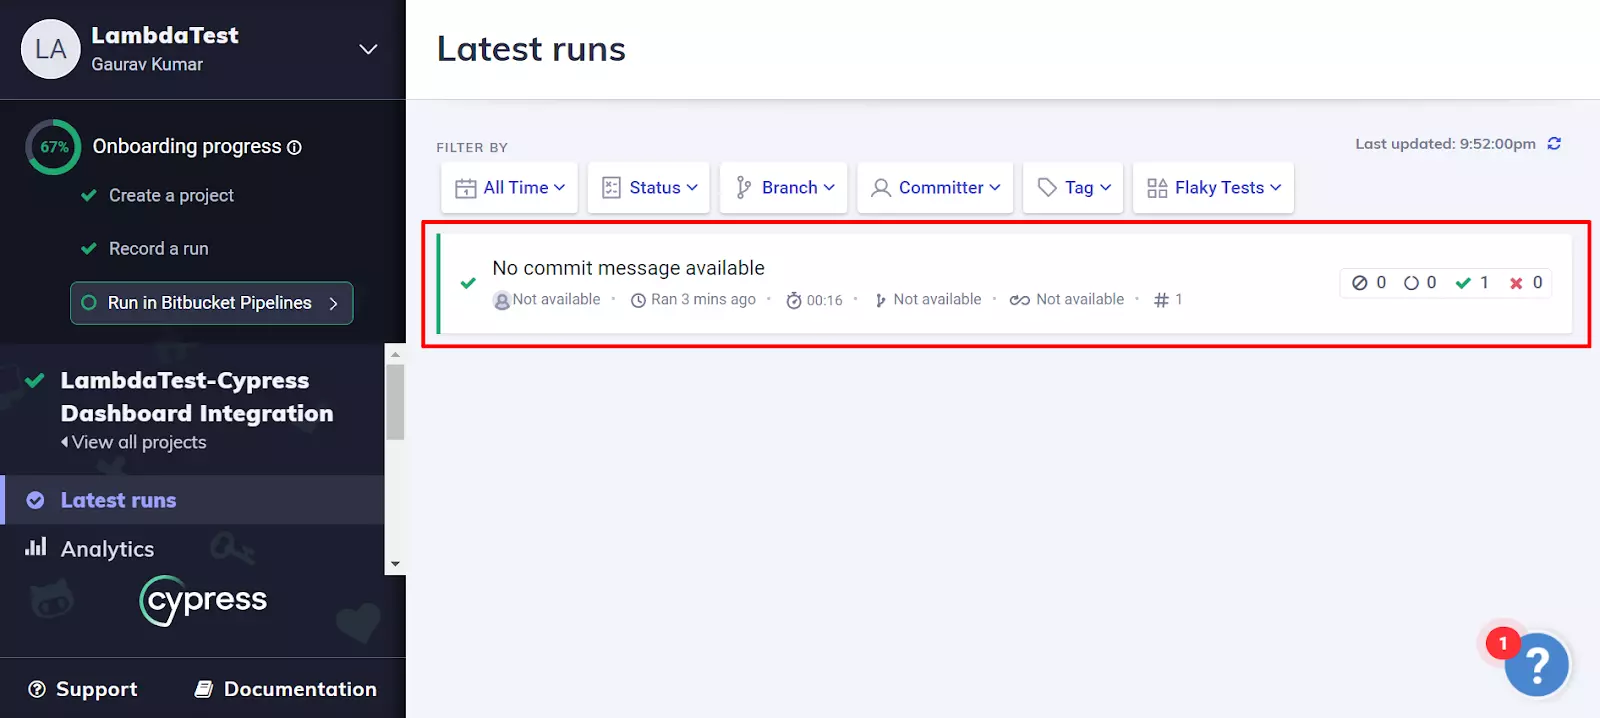 LA
LambdaTest
Gaurav Kumar
67%
Onboarding progress
Create a project
Record a run
Run in Bitbucket Pipelines
LambdaTest-Cypress
Dashboard Integration
View all projects
Latest runs
Analytics
cypress
Support
Documentation
Latest runs
FILTER BY
Last updated: 9:52:00pm
All Time
Status
Branch
Committer
Tag
Flaky Tests
No commit message available
Not available · Ran 3 mins ago · 00:16 · Not available · Not available · # 1
0 0 1 0
1
?